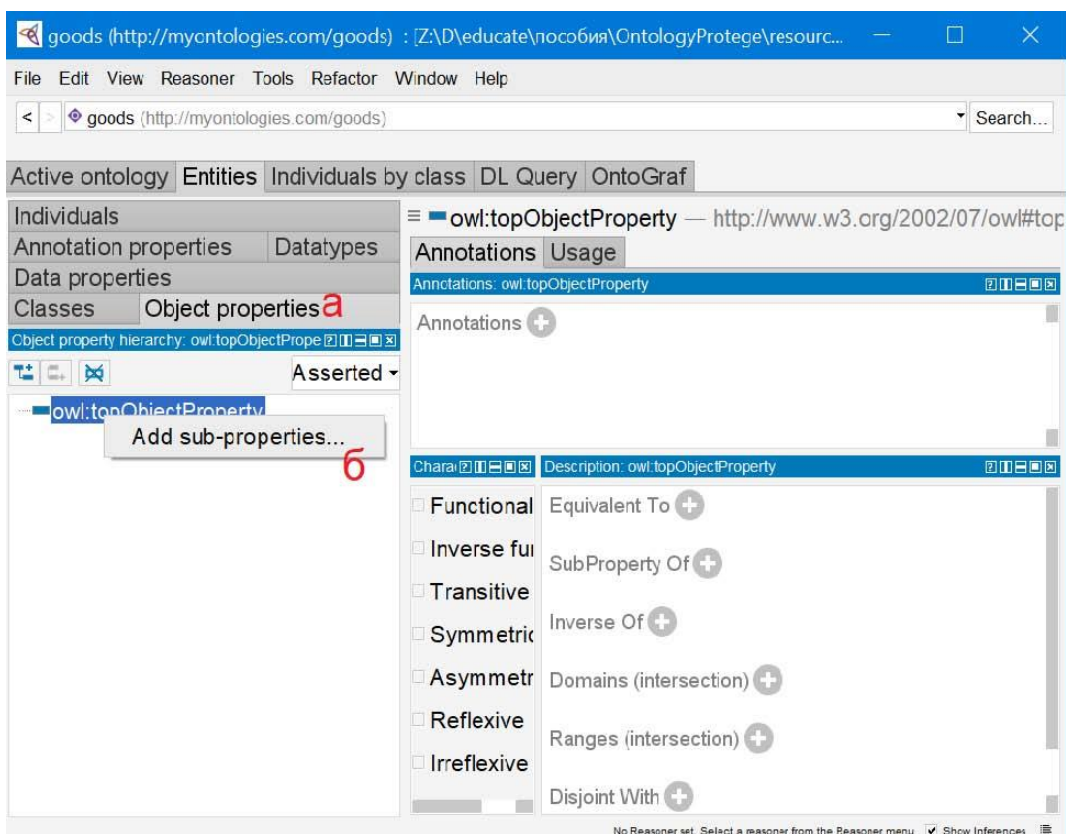 goods (http://myontologies.com/goods) : [Z:\D\educate\пособия\OntologyProtege\resourc...
File Edit View Reasoner Tools Refactor Window Help
< > goods (http://myontologies.com/goods) Search...
Active ontology Entities Individuals by class DL Query OntoGraf
Individuals
Annotation properties Datatypes
Data properties
Classes Object properties а
Object property hierarchy: owl:topObjectPrope
Asserted
owl:topObjectProperty
Add sub-properties...
б
owl:topObjectProperty — http://www.w3.org/2002/07/owl#top
Annotations Usage
Annotations: owl:topObjectProperty
Annotations
Chara
Functional
Inverse fui
Transitive
Symmetric
Asymmetr
Reflexive
Irreflexive
Description: owl:topObjectProperty
Equivalent To
SubProperty Of
Inverse Of
Domains (intersection)
Ranges (intersection)
Disjoint With
No Reasoner set. Select a reasoner from the Reasoner menu Show Inferences